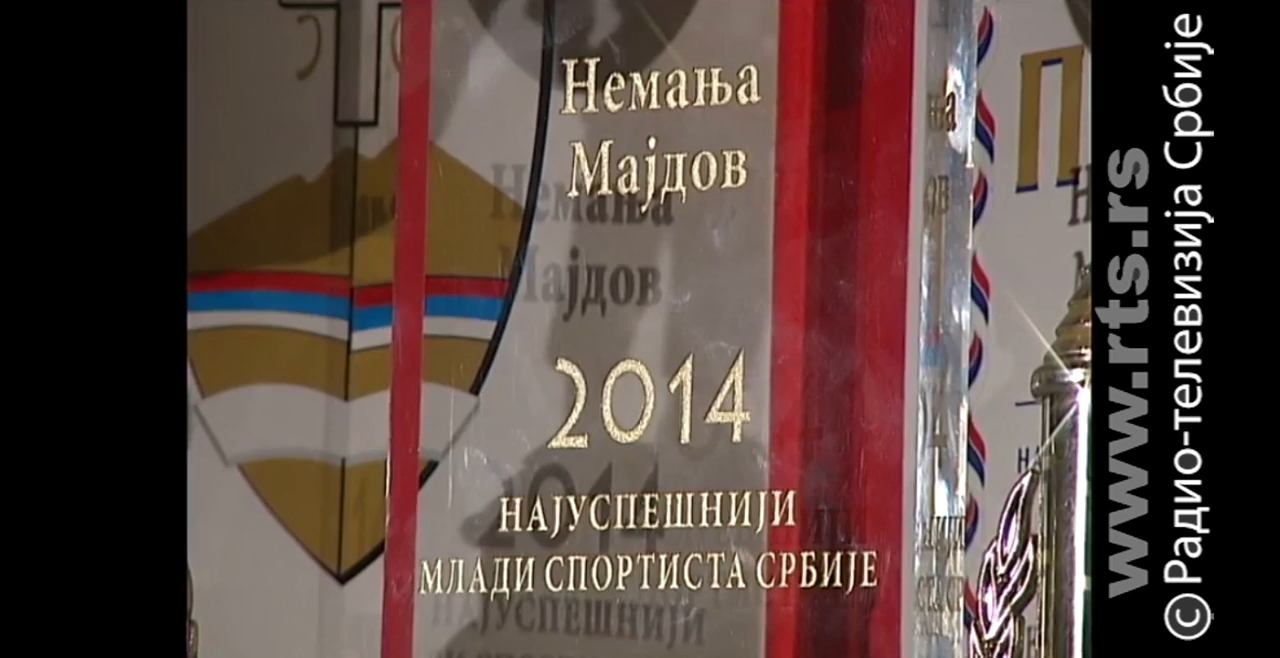 Немања
Мајдов
2014
НАЈУСПЕШНИЈИ
МЛАДИ СПОРТИСТА СРБИЈЕ
www.rts.rs
© Радио-телевизија Србије